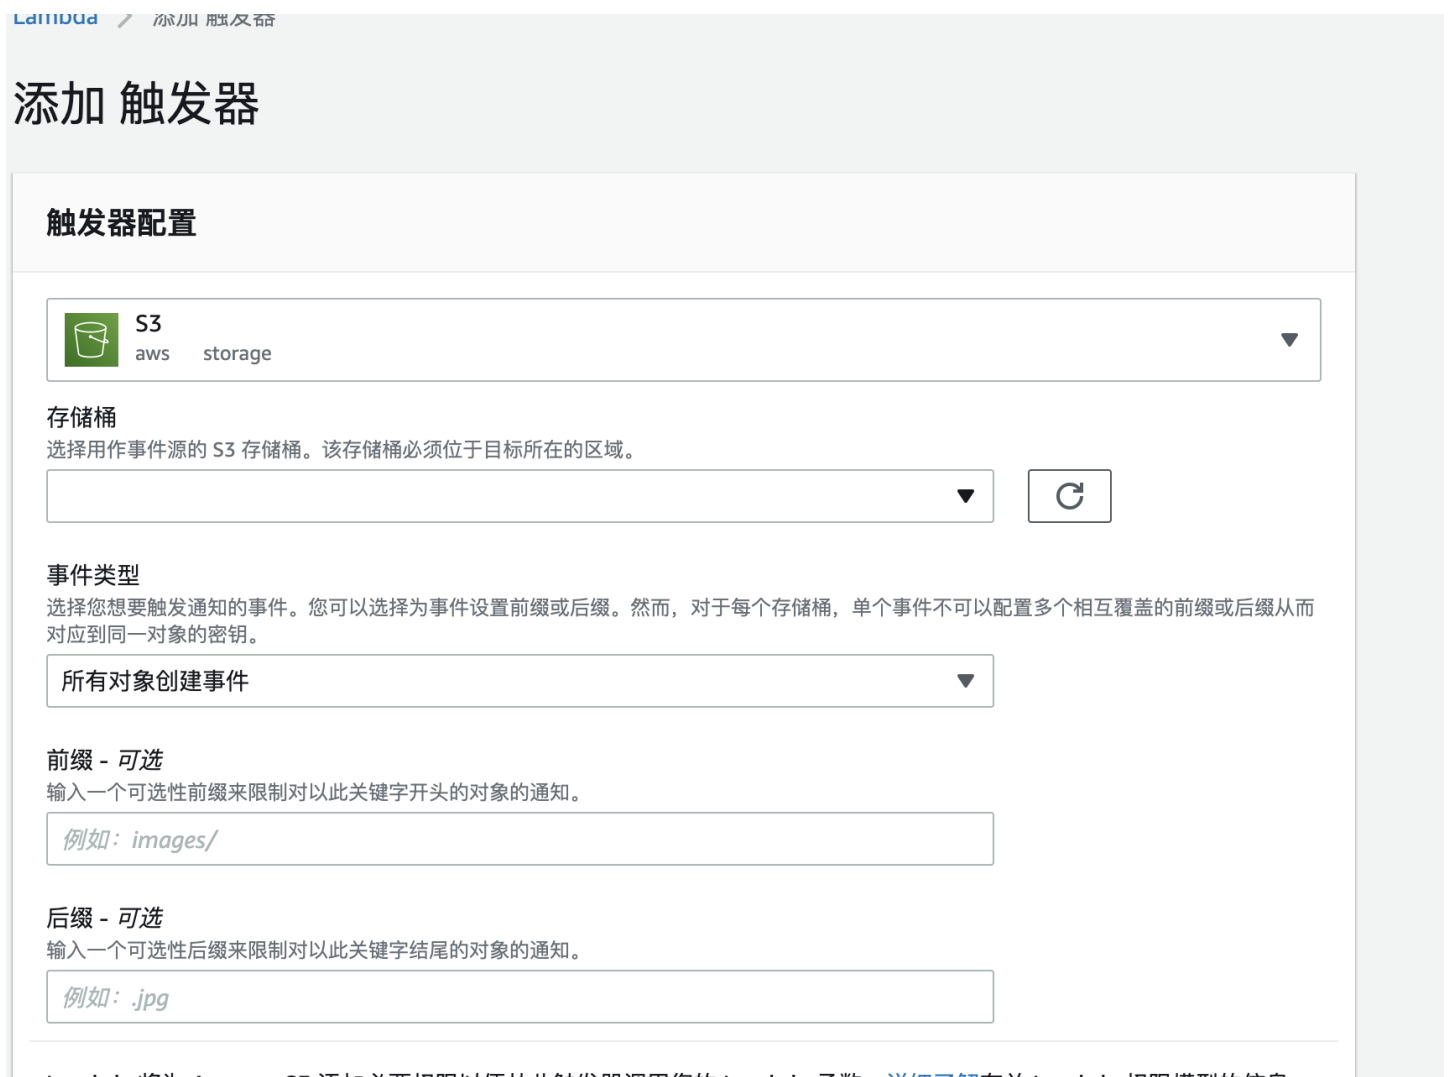 Lambda > 添加 触发器
添加 触发器
触发器配置
S3
aws storage
存储桶
选择用作事件源的 S3 存储桶。该存储桶必须位于目标所在的区域。
事件类型
选择您想要触发通知的事件。您可以选择为事件设置前缀或后缀。然而，对于每个存储桶，单个事件不可以配置多个相互覆盖的前缀或后缀从而
对应到同一对象的密钥。
所有对象创建事件
前缀 - 可选
输入一个可选性前缀来限制对以此关键字开头的对象的通知。
例如：images/
后缀 - 可选
输入一个可选性后缀来限制对以此关键字结尾的对象的通知。
例如：.jpg